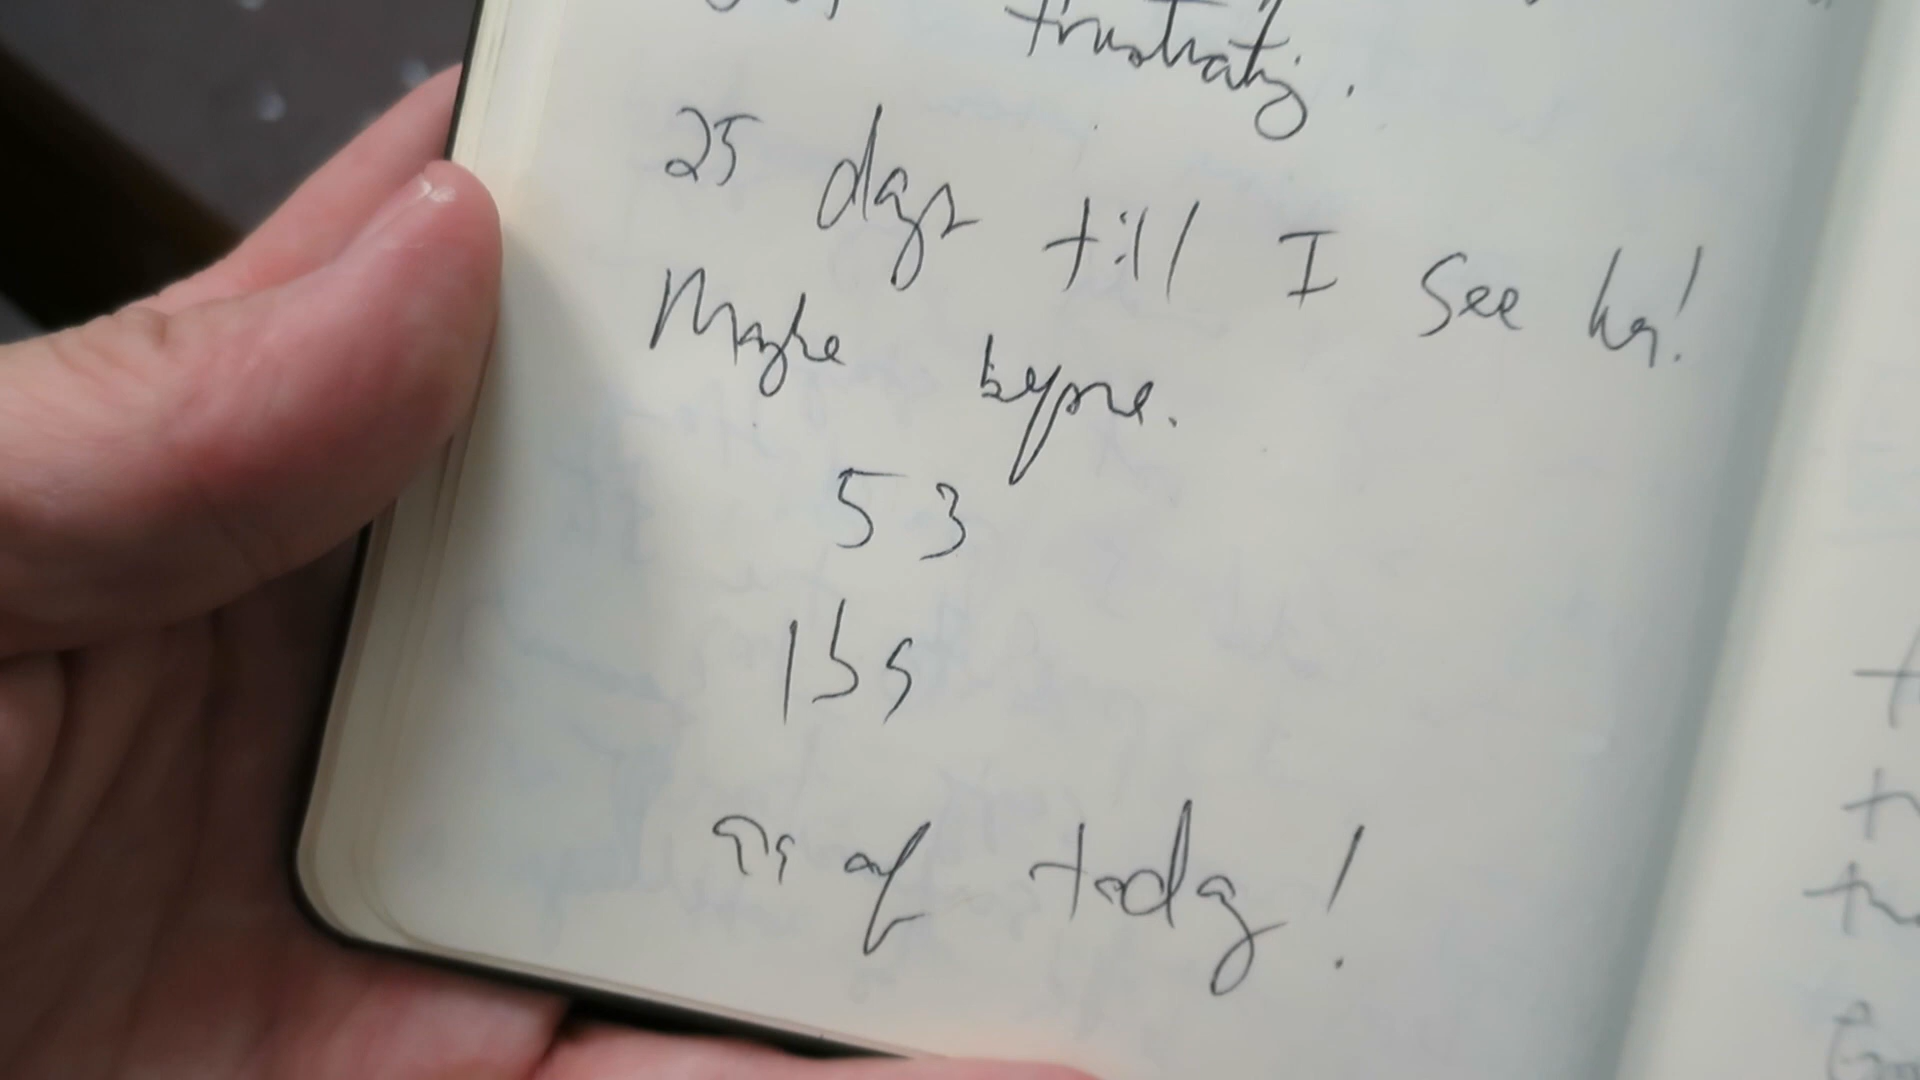 frustrating.
25 days till I see her!
Maybe before.
53
155
as of today!